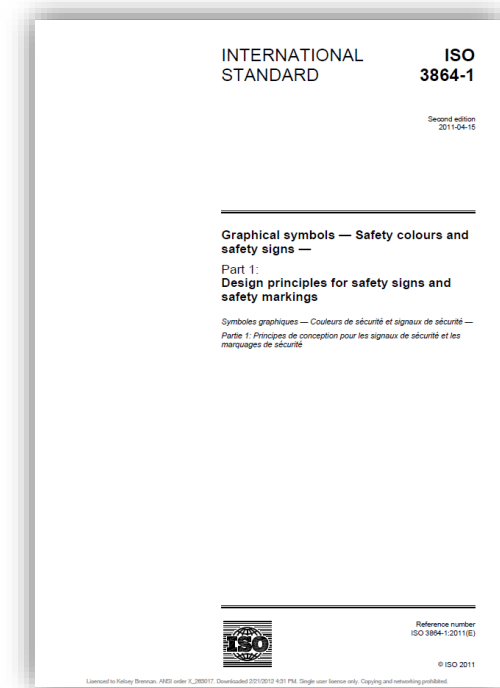 INTERNATIONAL
STANDARD
ISO
3864-1
Second edition
2011-04-15
Graphical symbols — Safety colours and
safety signs —
Part 1:
Design principles for safety signs and
safety markings
Symboles graphiques — Couleurs de sécurité et signaux de sécurité —
Partie 1: Principes de conception pour les signaux de sécurité et les
marquages de sécurité
ISO
Reference number
ISO 3864-1:2011(E)
© ISO 2011
Licensed to Kelsey Brennan. ANSI order X_269017. Downloaded 2/21/2012 4:31 PM. Single user license only. Copying and networking prohibited.